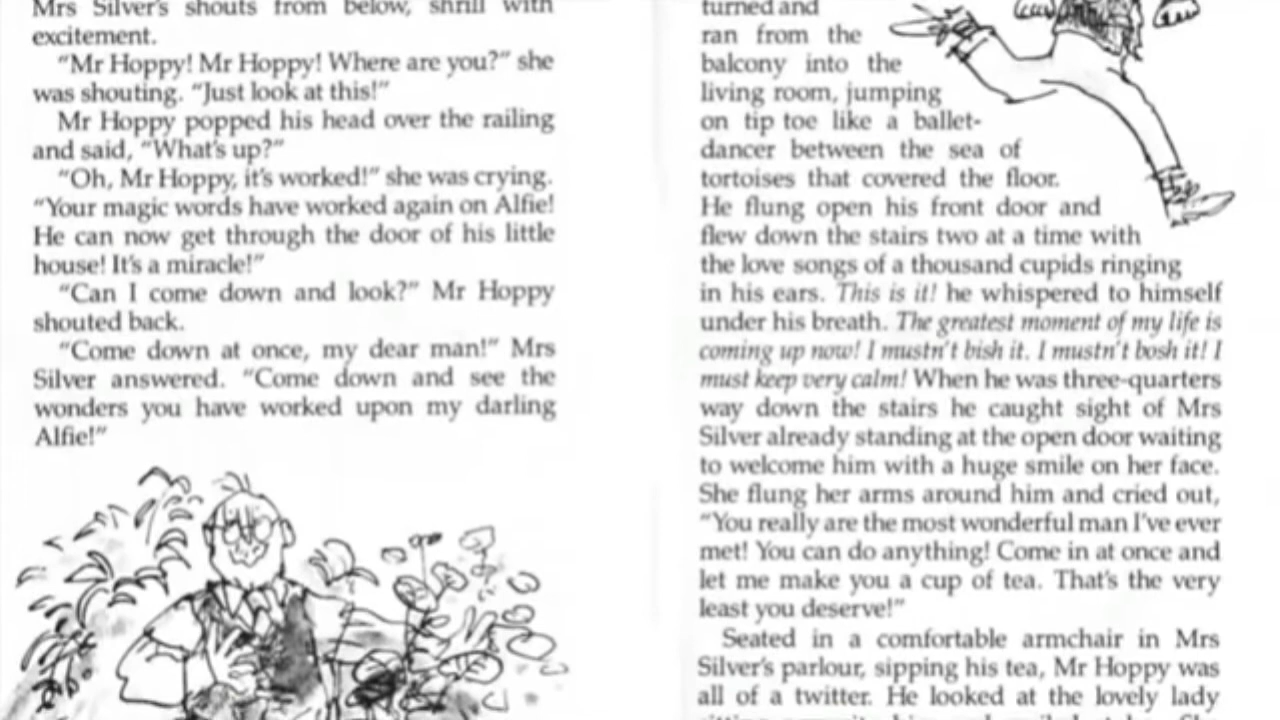 Mrs Silver's shouts from below, shrill with
excitement.
"Mr Hoppy! Mr Hoppy! Where are you?" she
was shouting. "Just look at this!"
Mr Hoppy popped his head over the railing
and said, "What's up?"
"Oh, Mr Hoppy, it's worked!" she was crying.
"Your magic words have worked again on Alfie!
He can now get through the door of his little
house! It's a miracle!"
"Can I come down and look?" Mr Hoppy
shouted back.
"Come down at once, my dear man!" Mrs
Silver answered. "Come down and see the
wonders you have worked upon my darling
Alfie!"
turned and
ran from the
balcony into the
living room, jumping
on tip toe like a ballet-
dancer between the sea of
tortoises that covered the floor.
He flung open his front door and
flew down the stairs two at a time with
the love songs of a thousand cupids ringing
in his ears. This is it! he whispered to himself
under his breath. The greatest moment of my life is
coming up now! I mustn't bish it. I mustn't bosh it! I
must keep very calm! When he was three-quarters
way down the stairs he caught sight of Mrs
Silver already standing at the open door waiting
to welcome him with a huge smile on her face.
She flung her arms around him and cried out,
"You really are the most wonderful man I've ever
met! You can do anything! Come in at once and
let me make you a cup of tea. That's the very
least you deserve!"
Seated in a comfortable armchair in Mrs
Silver's parlour, sipping his tea, Mr Hoppy was
all of a twitter. He looked at the lovely lady